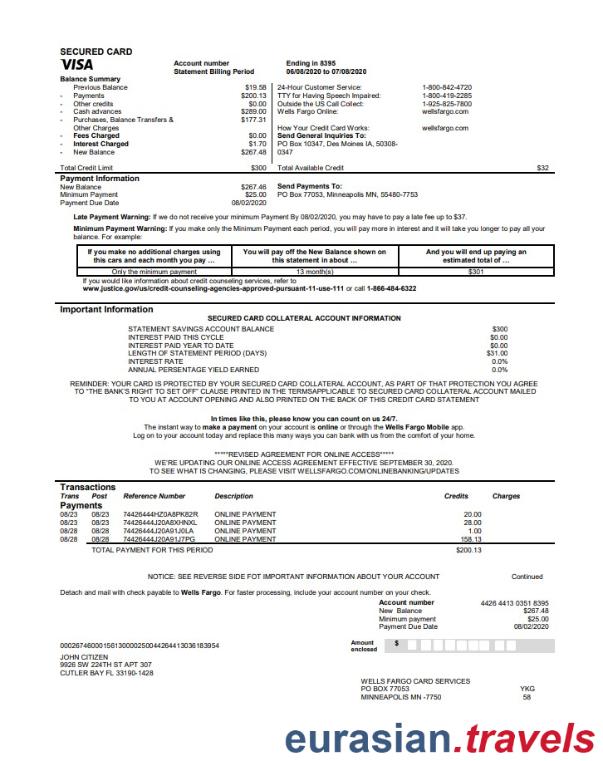 SECURED CARD
VISA
Account number Ending in 8395
Statement Billing Period 06/08/2020 to 07/08/2020
Balance Summary
Previous Balance $19.58 24-Hour Customer Service: 1-800-842-4720
- Payments $200.13 TTY for Having Speech Impaired: 1-800-419-2285
- Other credits $0.00 Outside the US Call Collect: 1-925-825-7800
- Cash advances $289.00 Wells Fargo Online: wellsfargo.com
- Purchases, Balance Transfers & $177.31
Other Charges How Your Credit Card Works: wellsfargo.com
- Fees Charged $0.00 Send General Inquiries To:
- Interest Charged $1.70 PO Box 10347, Des Moines IA, 50308-
- New Balance $267.48 0347
Total Credit Limit $300 Total Available Credit $32
Payment Information
New Balance $267.46 Send Payments To:
Minimum Payment $25.00 PO Box 77053, Minneapolis MN, 55480-7753
Payment Due Date 08/02/2020
Late Payment Warning: If we do not receive your minimum Payment By 08/02/2020, you may have to pay a late fee up to $37.
Minimum Payment Warning: If you make only the Minimum Payment each period, you will pay more in interest and it will take you longer to pay all your
balance. For example:
If you make no additional charges using You will pay off the New Balance shown on And you will end up paying an
this cars and each month you pay ... this statement in about ... estimated total of ...
Only the minimum payment 13 month(s) $301
If you would like information about credit counseling services, refer to
www.justice.gov/us/credit-counseling-agencies-approved-pursuant-11-use-111 or call 1-866-484-6322
Important Information
SECURED CARD COLLATERAL ACCOUNT INFORMATION
STATEMENT SAVINGS ACCOUNT BALANCE $300
INTEREST PAID THIS CYCLE $0.00
INTEREST PAID YEAR TO DATE $0.00
LENGTH OF STATEMENT PERIOD (DAYS) $31.00
INTEREST RATE 0.0%
ANNUAL PERSENTAGE YIELD EARNED 0.0%
REMINDER: YOUR CARD IS PROTECTED BY YOUR SECURED CARD COLLATERAL ACCOUNT, AS PART OF THAT PROTECTION YOU AGREE
TO "THE BANK'S RIGHT TO SET OFF" CLAUSE PRINTED IN THE TERMSAPPLICABLE TO SECURED CARD COLLATERAL ACCOUNT MAILED
TO YOU AT ACCOUNT OPENING AND ALSO PRINTED ON THE BACK OF THIS CREDIT CARD STATEMENT
In times like this, please know you can count on us 24/7.
The instant way to make a payment on your account is online or through the Wells Fargo Mobile app.
Log on to your account today and replace this many ways you can bank with us from the comfort of your home.
*****REVISED AGREEMENT FOR ONLINE ACCESS*****
WE'RE UPDATING OUR ONLINE ACCESS AGREEMENT EFFECTIVE SEPTEMBER 30, 2020.
TO SEE WHAT IS CHANGING, PLEASE VISIT WELLSFARGO.COM/ONLINEBANKING/UPDATES
Transactions
Trans Post Reference Number Description Credits Charges
Payments
08/23 08/23 74426444HZ0A8PK82R ONLINE PAYMENT 20.00
08/23 08/23 74426444J20A8XHNXL ONLINE PAYMENT 28.00
08/28 08/28 74426444J20A91J0LA ONLINE PAYMENT 1.00
08/28 08/28 74426444J20A91J7PG ONLINE PAYMENT 158.13
TOTAL PAYMENT FOR THIS PERIOD $200.13
NOTICE: SEE REVERSE SIDE FOT IMPORTANT INFORMATION ABOUT YOUR ACCOUNT Continued
Detach and mail with check payable to Wells Fargo. For faster processing, include your account number on your check.
Account number 4426 4413 0351 8395
New Balance $267.48
Minimum payment $25.00
Payment Due Date 08/02/2020
000267460001561300002500442644130361839​54
Amount enclosed $
JOHN CITIZEN
9926 SW 224TH ST APT 307
CUTLER BAY FL 33190-1428
WELLS FARGO CARD SERVICES
PO BOX 77053 YKG
MINNEAPOLIS MN -7750 58
eurasian.travels